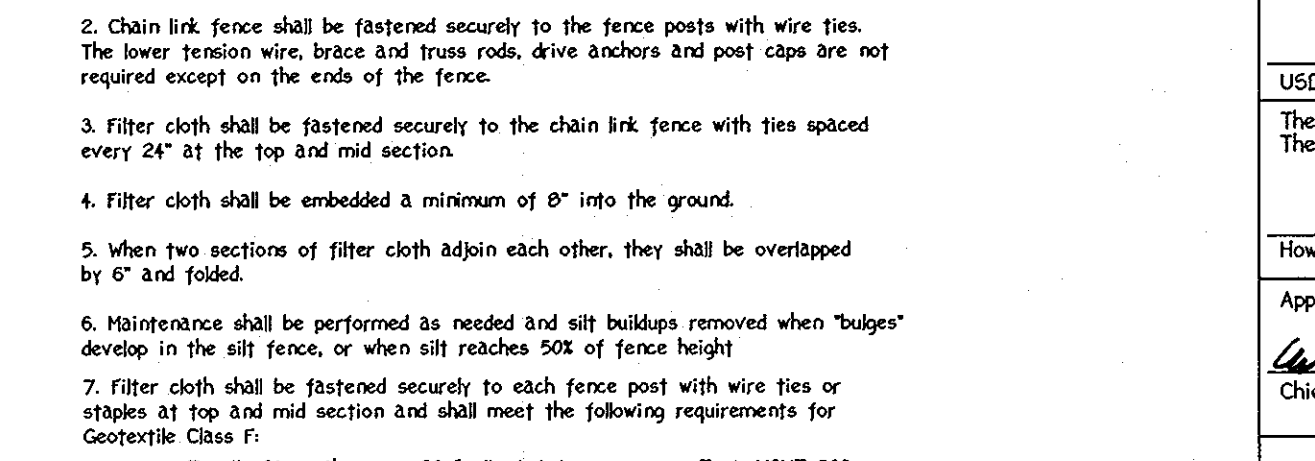 2. Chain link fence shall be fastened securely to the fence posts with wire ties.
The lower tension wire, brace and truss rods, drive anchors and post caps are not
required except on the ends of the fence.
3. Filter cloth shall be fastened securely to the chain link fence with ties spaced
every 24" at the top and mid section.
4. Filter cloth shall be embedded a minimum of 8" into the ground.
5. When two sections of filter cloth adjoin each other, they shall be overlapped
by 6" and folded.
6. Maintenance shall be performed as needed and silt buildups removed when "bulges"
develop in the silt fence, or when silt reaches 50% of fence height
7. Filter cloth shall be fastened securely to each fence post with wire ties or
staples at top and mid section and shall meet the following requirements for
Geotextile Class F:
The
The
How
App